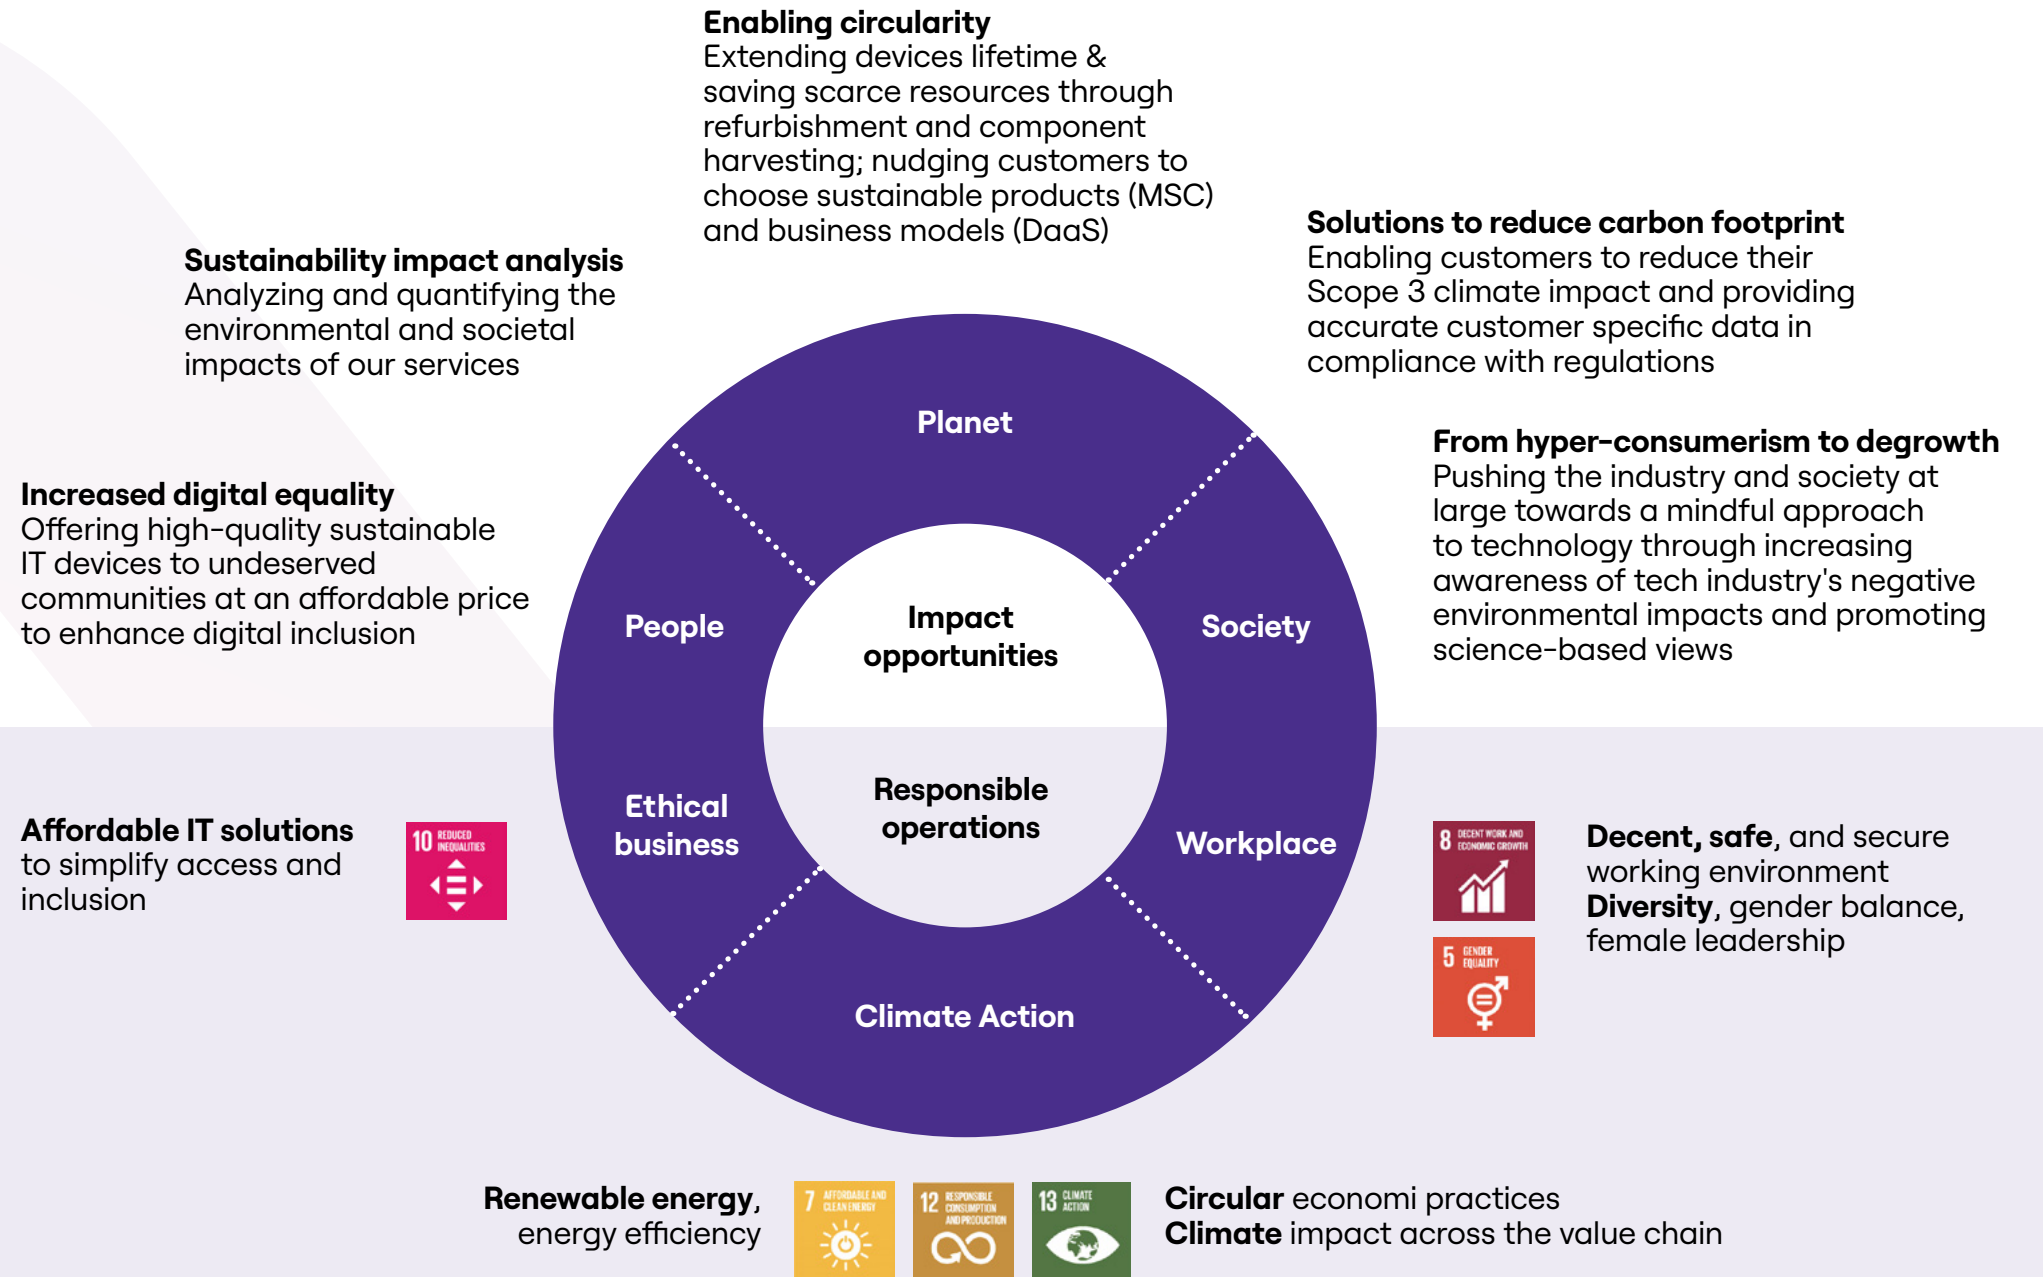 Enabling circularity
Extending devices lifetime &
saving scarce resources through
refurbishment and component
harvesting; nudging customers to
choose sustainable products (MSC)
and business models (DaaS)
Solutions to reduce carbon footprint
Enabling customers to reduce their
Scope 3 climate impact and providing
accurate customer specific data in
compliance with regulations
Sustainability impact analysis
Analyzing and quantifying the
environmental and societal
impacts of our services
From hyper-consumerism to degrowth
Pushing the industry and society at
large towards a mindful approach
to technology through increasing
awareness of tech industry's negative
environmental impacts and promoting
science-based views
Increased digital equality
Offering high-quality sustainable
IT devices to undeserved
communities at an affordable price
to enhance digital inclusion
Planet
People
Impact
opportunities
Society
Ethical
business
Responsible
operations
Workplace
Climate Action
Affordable IT solutions
to simplify access and
inclusion
10 REDUCED
INEQUALITIES
8 DECENT WORK AND
ECONOMIC GROWTH
Decent, safe, and secure
working environment
Diversity, gender balance,
female leadership
5 GENDER
EQUALITY
Renewable energy,
energy efficiency
7 AFFORDABLE AND
CLEAN ENERGY
12 RESPONSIBLE
CONSUMPTION
AND PRODUCTION
13 CLIMATE
ACTION
Circular economi practices
Climate impact across the value chain